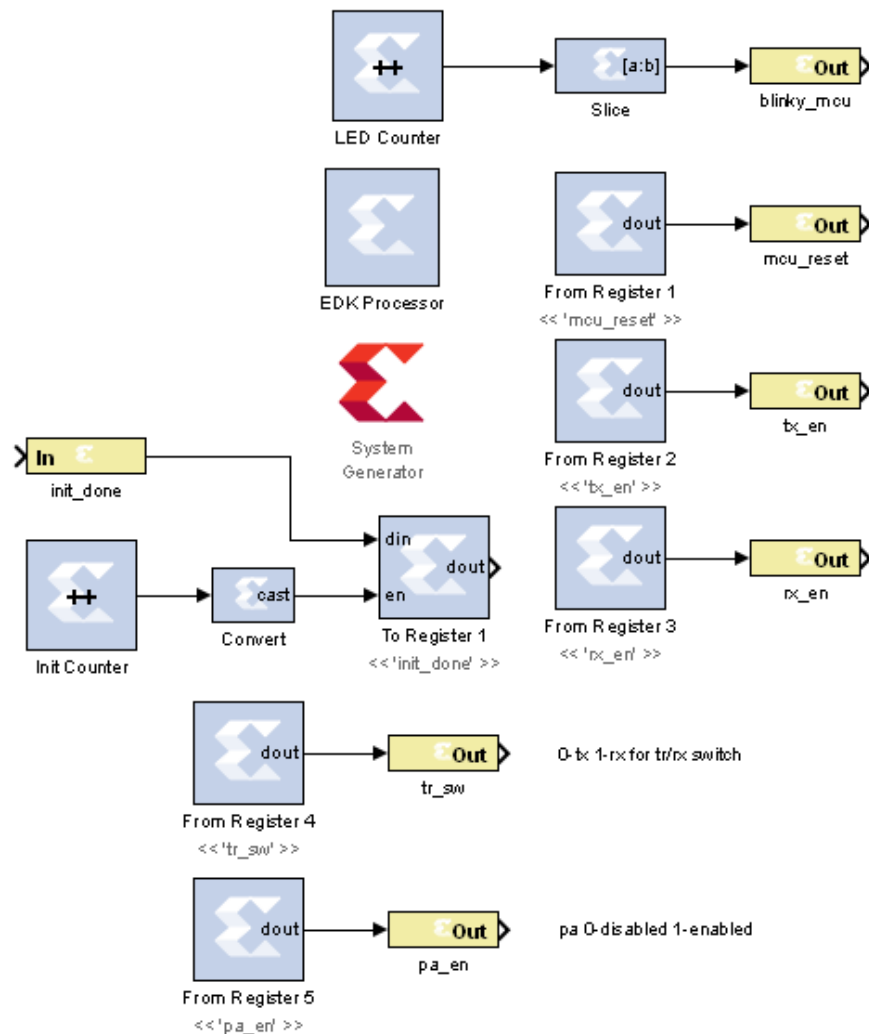 [a:b]
Out
LED Counter
Slice
blinky_mcu
dout
Out
EDK Processor
From Register 1
mcu_reset
<< 'mcu_reset' >>
dout
Out
System
Generator
From Register 2
tx_en
<< 'tx_en' >>
In
init_done
din
dout
en
dout
Out
cast
Init Counter
Convert
To Register 1
<< 'init_done' >>
From Register 3
rx_en
<< 'rx_en' >>
dout
Out
0-tx 1-rx for tr/rx switch
From Register 4
tr_sw
<< 'tr_sw' >>
dout
Out
pa 0-disabled 1-enabled
From Register 5
pa_en
<< 'pa_en' >>